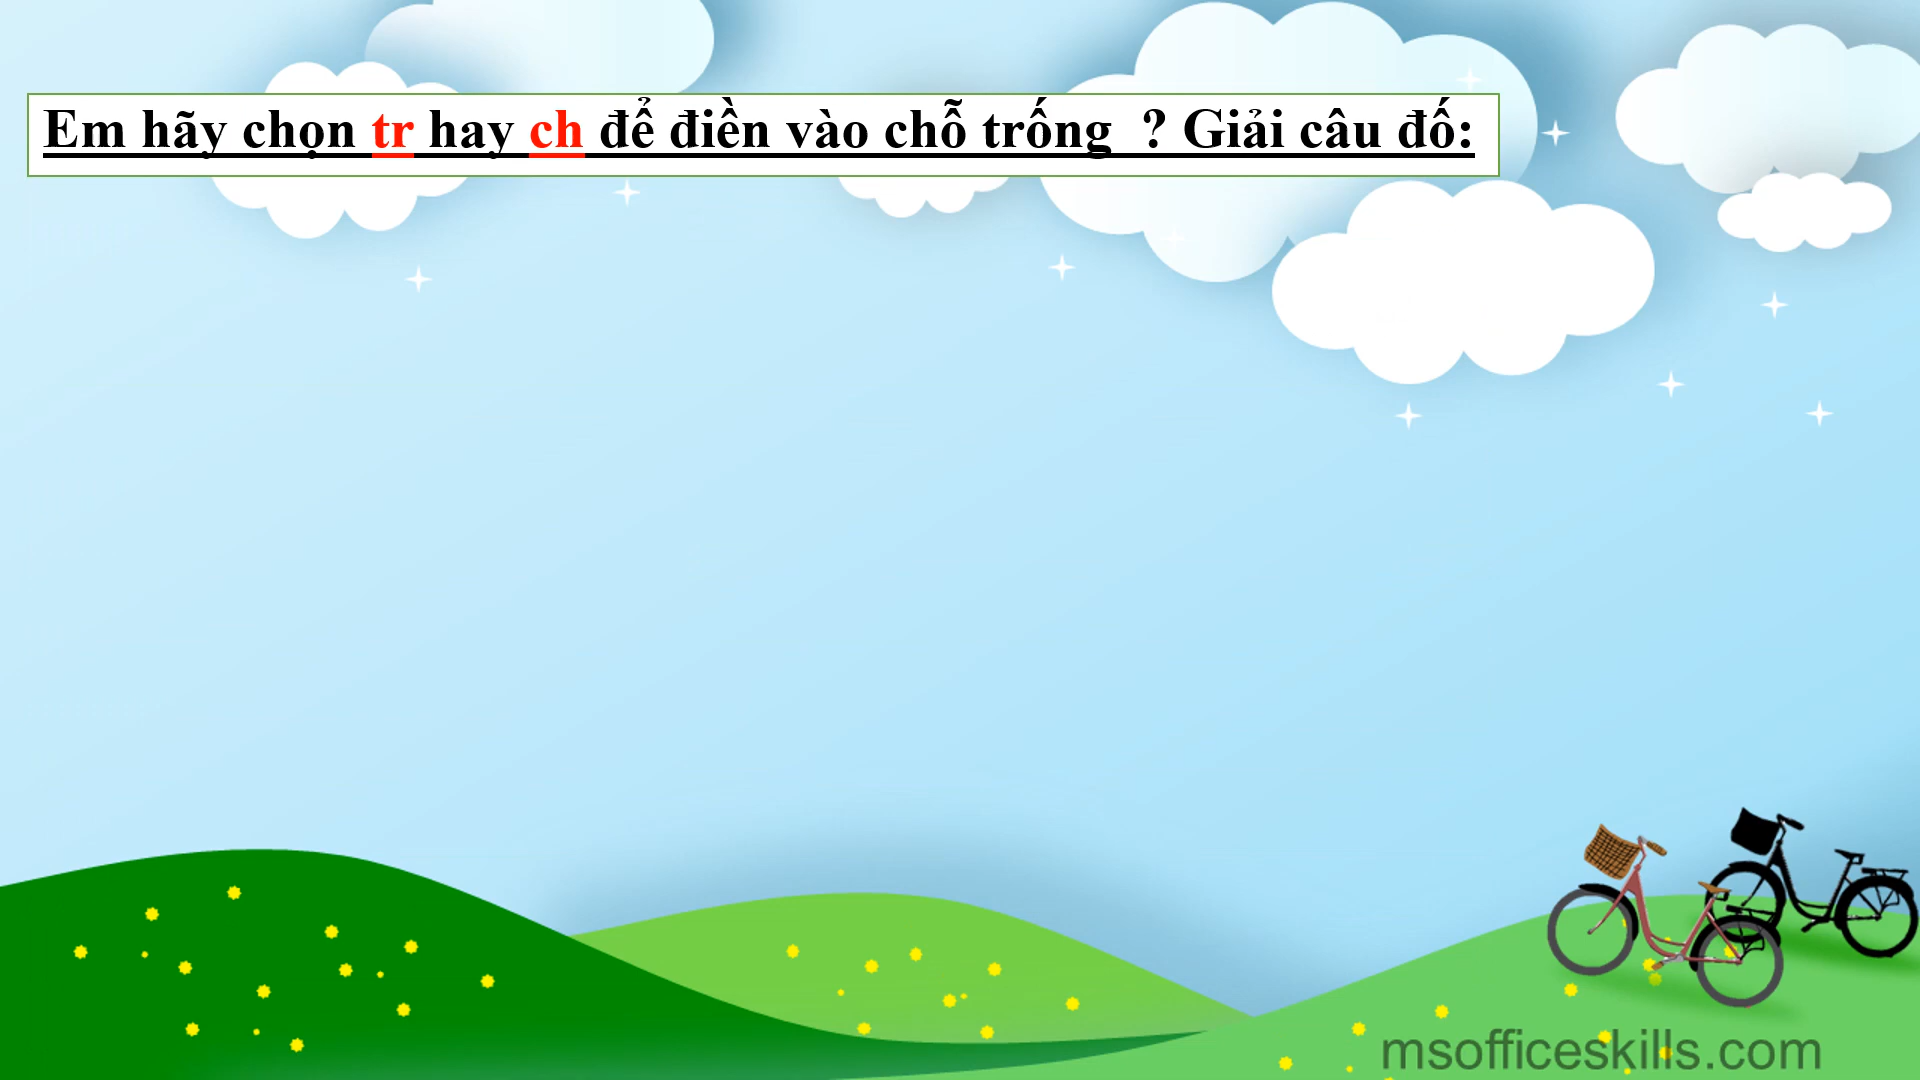 Em hãy chọn tr hay ch để điền vào chỗ trống ? Giải câu đố:
msofficeskills.com